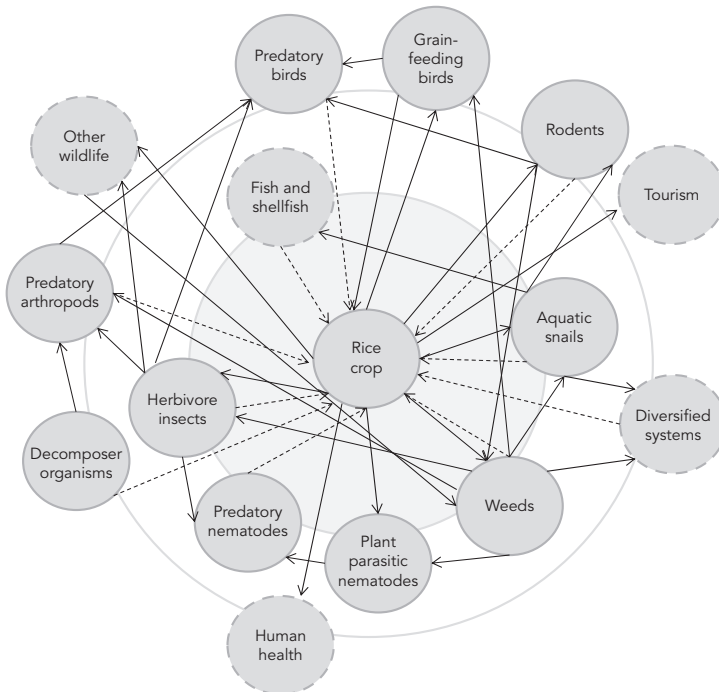 Predatory
birds
Grain-
feeding
birds
Other
wildlife
Rodents
Fish and
shellfish
Tourism
Predatory
arthropods
Rice
crop
Aquatic
snails
Herbivore
insects
Diversified
systems
Decomposer
organisms
Predatory
nematodes
Weeds
Plant
parasitic
nematodes
Human
health